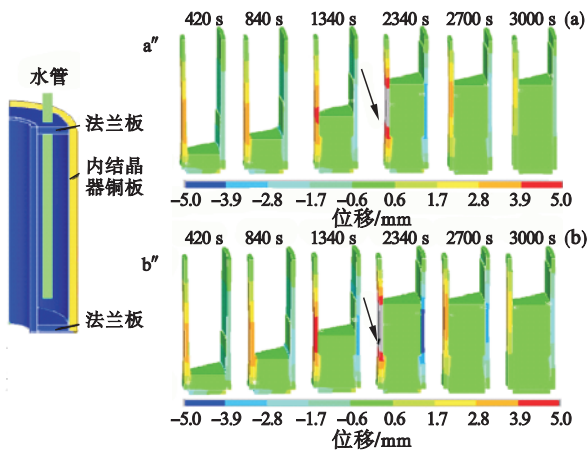 水管
法兰板
内结晶
器铜板
法兰板
420 s 840 s 1340 s 2340 s 2700 s 3000 s (a)
a″
−5.0 −3.9 −2.8 −1.7 −0.6 0.6 1.7 2.8 3.9 5.0
位移/mm
420 s 840 s 1340 s 2340 s 2700 s 3000 s (b)
b″
−5.0 −3.9 −2.8 −1.7 −0.6 0.6 1.7 2.8 3.9 5.0
位移/mm